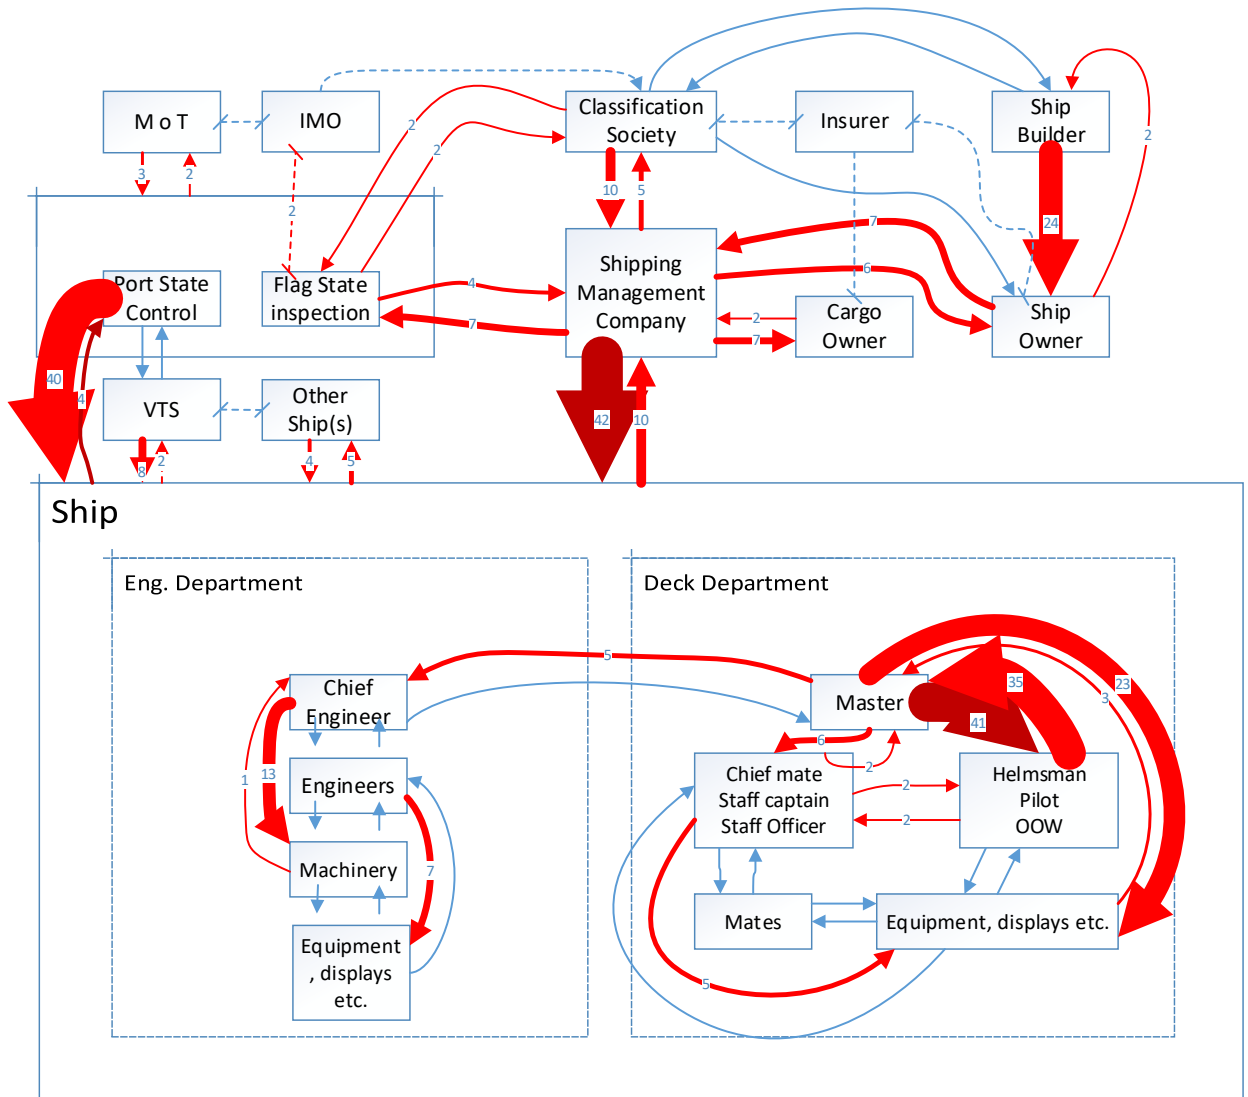 M o T
IMO
Classification
Society
Insurer
Ship
Builder
2
2
2
3
2
10
5
2
7
24
6
Port State
Control
Flag State
inspection
4
7
Shipping
Management
Company
2
7
Cargo
Owner
Ship
Owner
40
4
VTS
Other
Ship(s)
42
10
8
2
4
5
Ship
Eng. Department
Deck Department
5
Chief
Engineer
Master
35
23
3
41
6
2
1
13
Engineers
Chief mate
Staff captain
Staff Officer
2
2
Helmsman
Pilot
OOW
Machinery
7
Mates
Equipment, displays etc.
Equipment
, displays
etc.
5